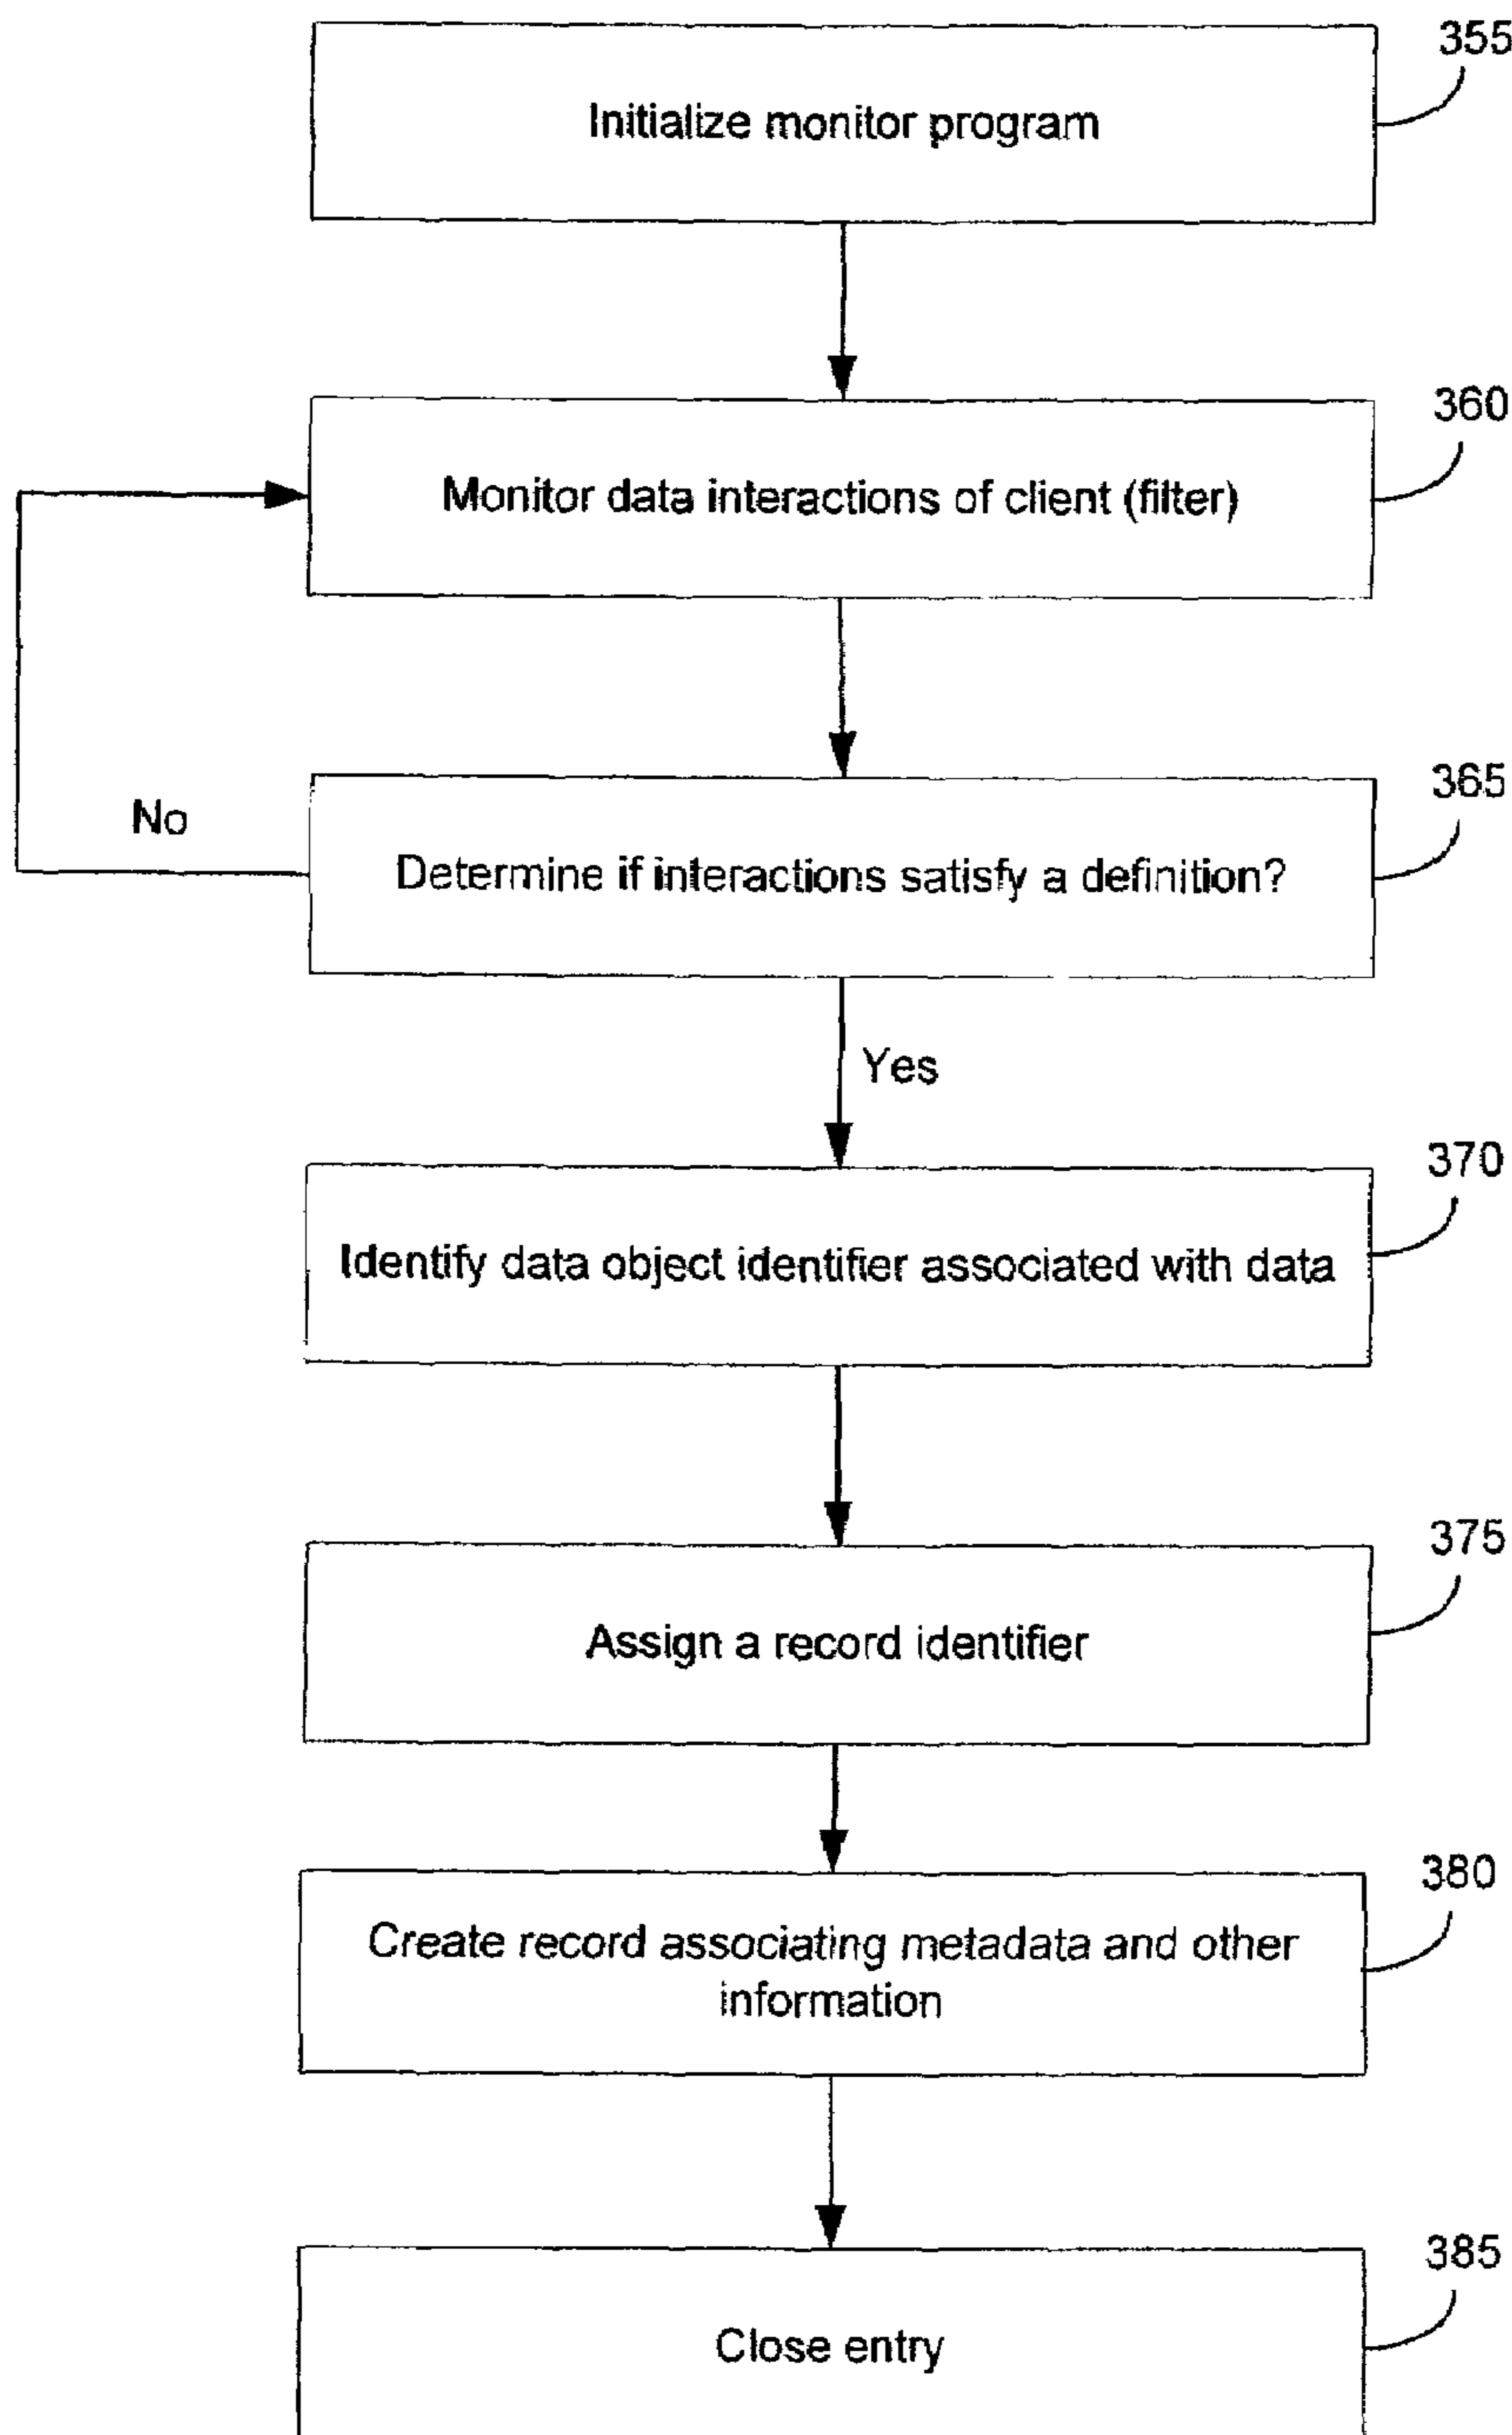 355
Initialize monitor program
360
Monitor data interactions of client (filter)
365
No
Determine if interactions satisfy a definition?
Yes
370
Identify data object identifier associated with data
375
Assign a record identifier
380
Create record associating metadata and other
information
385
Close entry